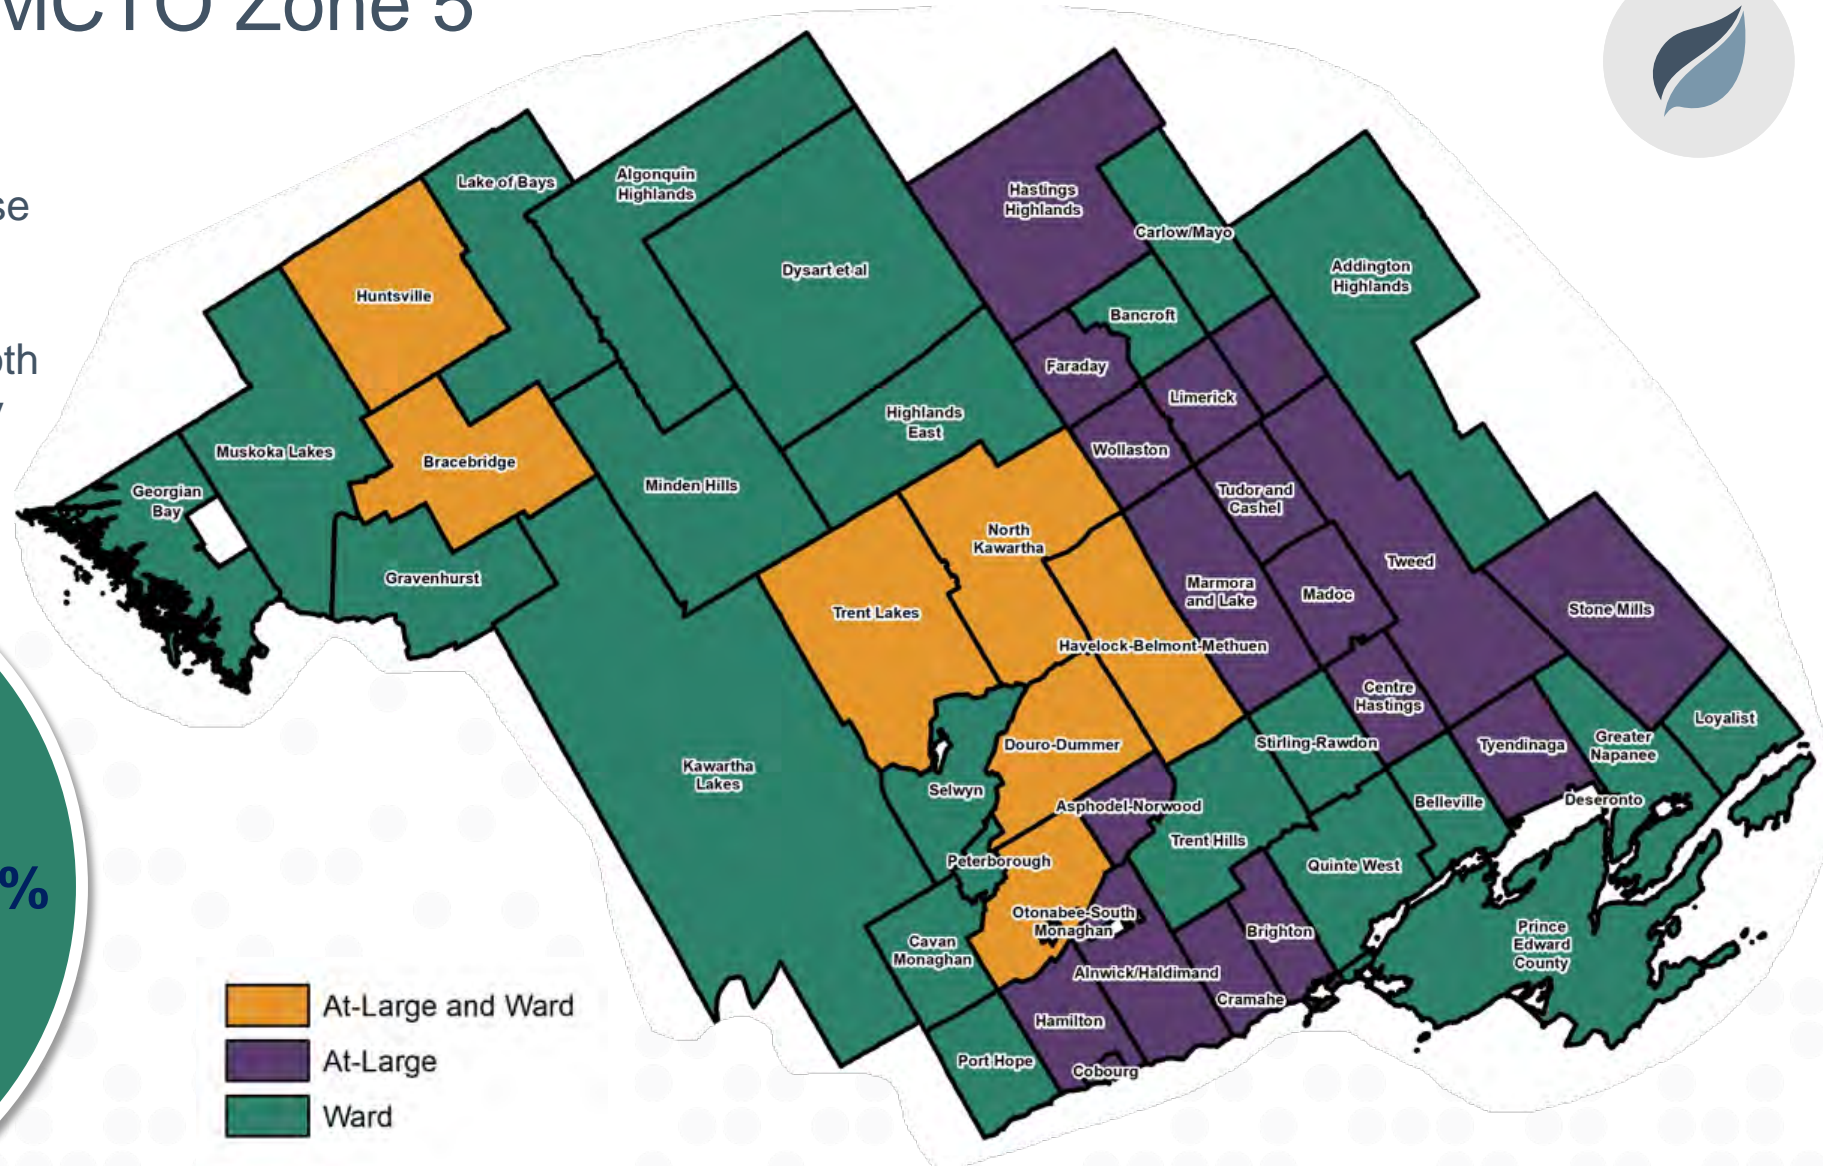 MCTO Zone 5
se
oth
y
%
Lake of Bays
Algonquin
Highlands
Hastings
Highlands
Carlow/Mayo
Addington
Highlands
Huntsville
Dysart et al
Bancroft
Faraday
Limerick
Highlands
East
Muskoka Lakes
Bracebridge
Wollaston
Georgian
Bay
Minden Hills
Tudor and
Cashel
North
Kawartha
Gravenhurst
Tweed
Marmora
and Lake
Madoc
Trent Lakes
Stone Mills
Havelock-Belmont-Methuen
Centre
Hastings
Loyalist
Douro-Dummer
Stirling-Rawdon
Tyendinaga
Greater
Napanee
Kawartha
Lakes
Selwyn
Asphodel-Norwood
Belleville
Deseronto
Trent Hills
Peterborough
Quinte West
Otonabee-South
Monaghan
Brighton
Prince
Edward
County
Cavan
Monaghan
Alnwick/Haldimand
Cramahe
Hamilton
Port Hope
Cobourg
At-Large and Ward
At-Large
Ward